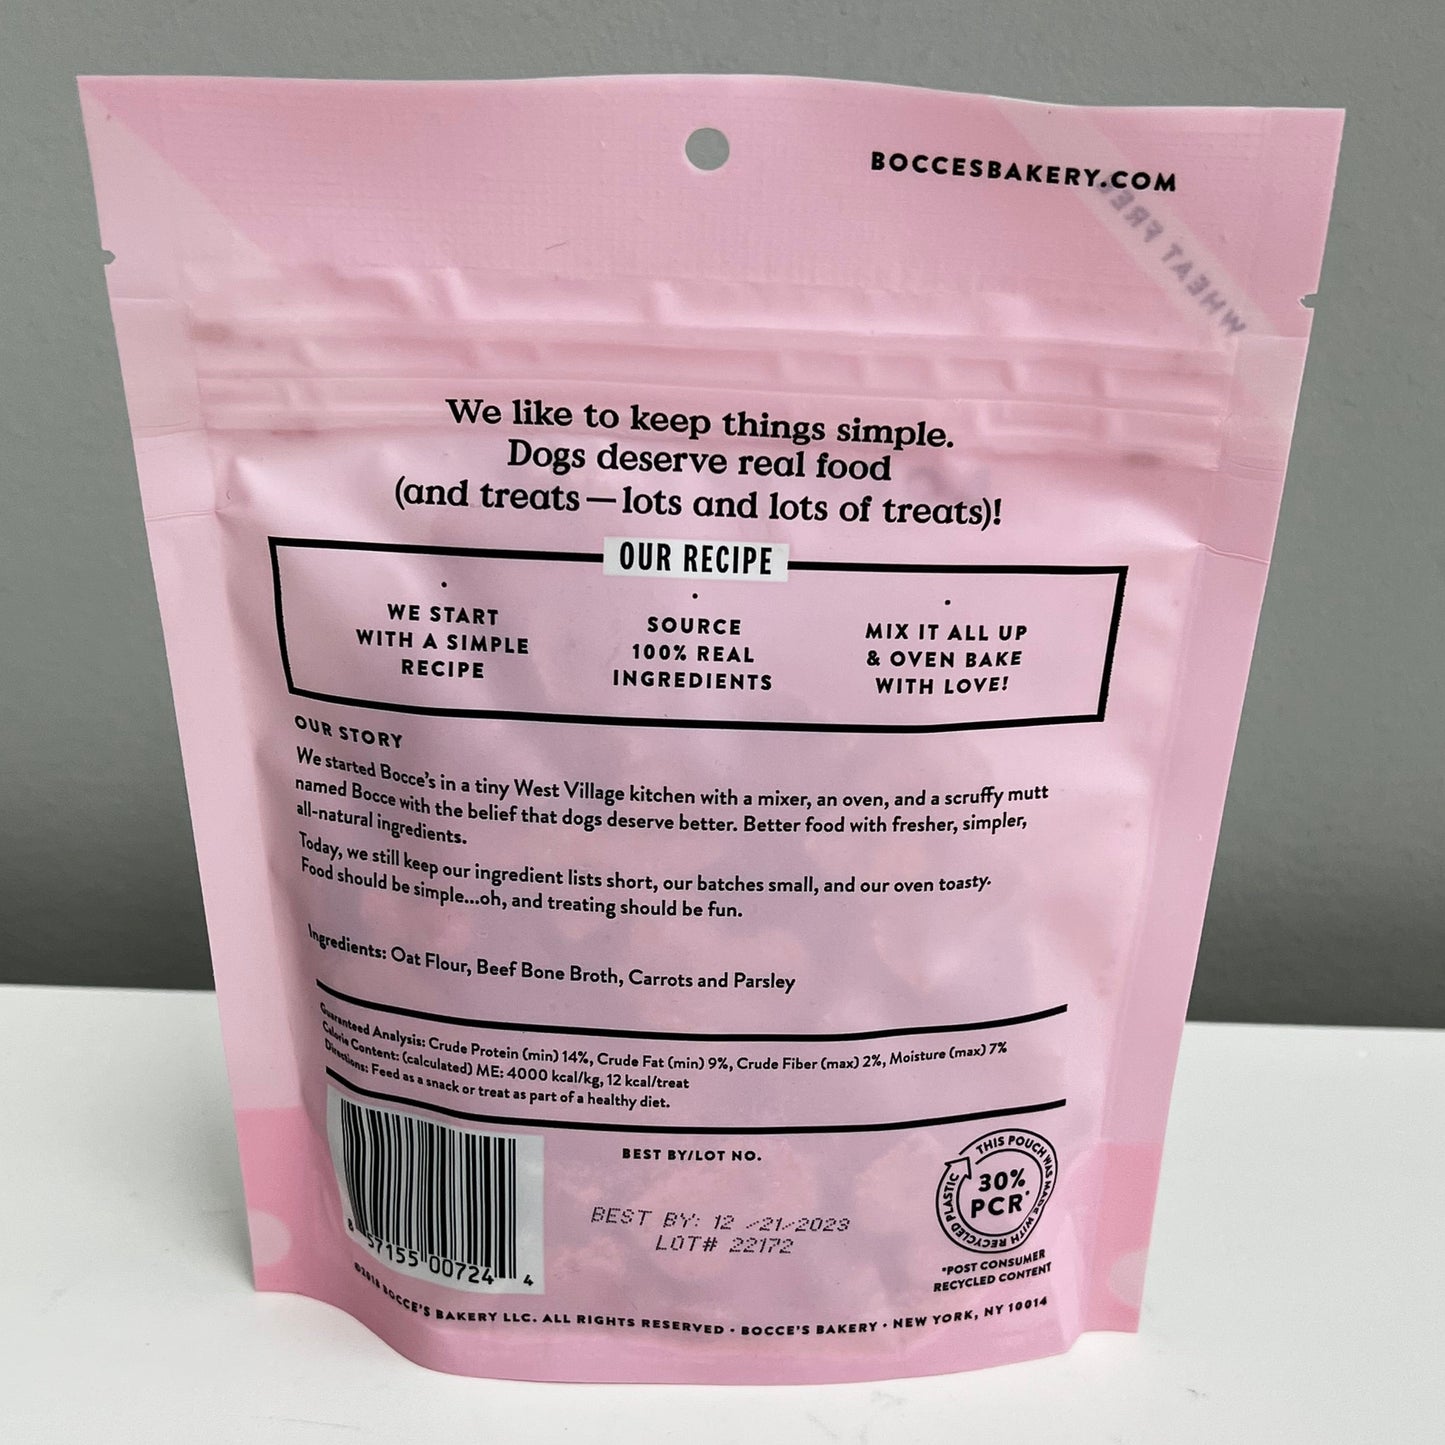 BOCCESBAKERY.COM
WHEAT FREE
We like to keep things simple.
Dogs deserve real food
(and treats — lots and lots of treats)!
OUR RECIPE
• WE START
WITH A SIMPLE
RECIPE
• SOURCE
100% REAL
INGREDIENTS
• MIX IT ALL UP
& OVEN BAKE
WITH LOVE!
OUR STORY
We started Bocce's in a tiny West Village kitchen with a mixer, an oven, and a scruffy mutt
named Bocce with the belief that dogs deserve better. Better food with fresher, simpler,
all-natural ingredients.
Today, we still keep our ingredient lists short, our batches small, and our oven toasty.
Food should be simple...oh, and treating should be fun.
Ingredients: Oat Flour, Beef Bone Broth, Carrots and Parsley
Guaranteed Analysis: Crude Protein (min) 14%, Crude Fat (min) 9%, Crude Fiber (max) 2%, Moisture (max) 7%
Calorie Content: (calculated) ME: 4000 kcal/kg, 12 kcal/treat
Directions: Feed as a snack or treat as part of a healthy diet.
BEST BY/LOT NO.
BEST BY: 12 /21/2023
LOT# 22172
8 57155 00724 4
THIS POUCH WAS MADE WITH RECYCLED PLASTIC
30%
PCR*
*POST CONSUMER
RECYCLED CONTENT
©2018 BOCCE'S BAKERY LLC. ALL RIGHTS RESERVED • BOCCE'S BAKERY • NEW YORK, NY 10014